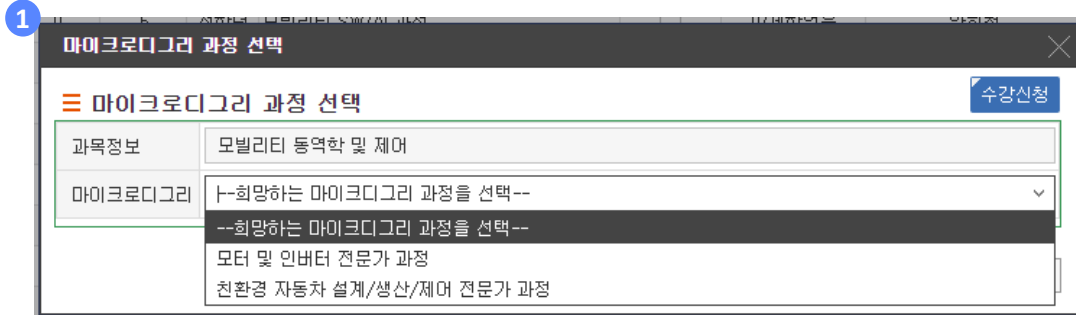 1
마이크로디그리 과정 선택
마이크로디그리 과정 선택
수강신청
과목정보 모빌리티 동역학 및 제어
마이크로디그리 --희망하는 마이크디그리 과정을 선택--
--희망하는 마이크디그리 과정을 선택--
모터 및 인버터 전문가 과정
친환경 자동차 설계/생산/제어 전문가 과정